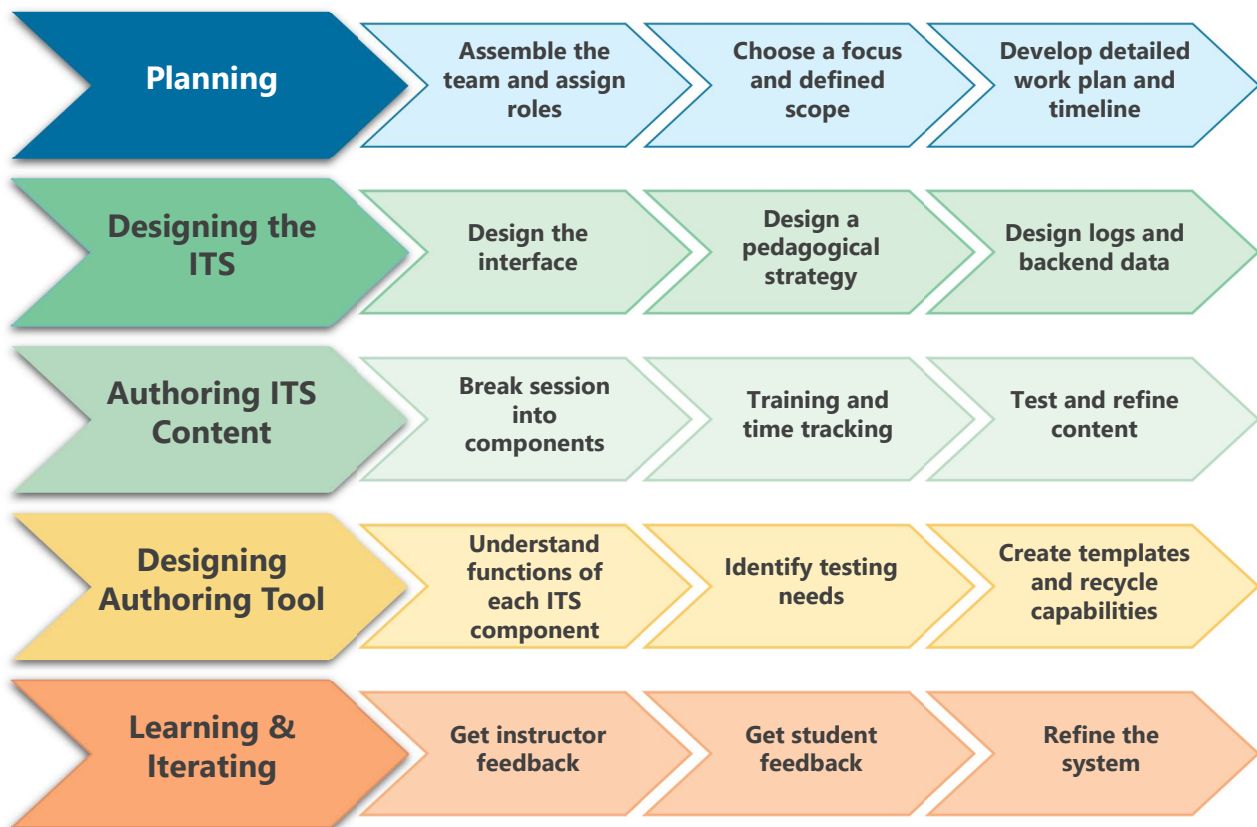 Planning
Assemble the
team and assign
roles
Choose a focus
and defined
scope
Develop detailed
work plan and
timeline
Designing the
ITS
Design the
interface
Design a
pedagogical
strategy
Design logs and
backend data
Authoring ITS
Content
Break session
into
components
Training and
time tracking
Test and refine
content
Designing
Authoring Tool
Understand
functions of
each ITS
component
Identify testing
needs
Create templates
and recycle
capabilities
Learning &
Iterating
Get instructor
feedback
Get student
feedback
Refine the
system